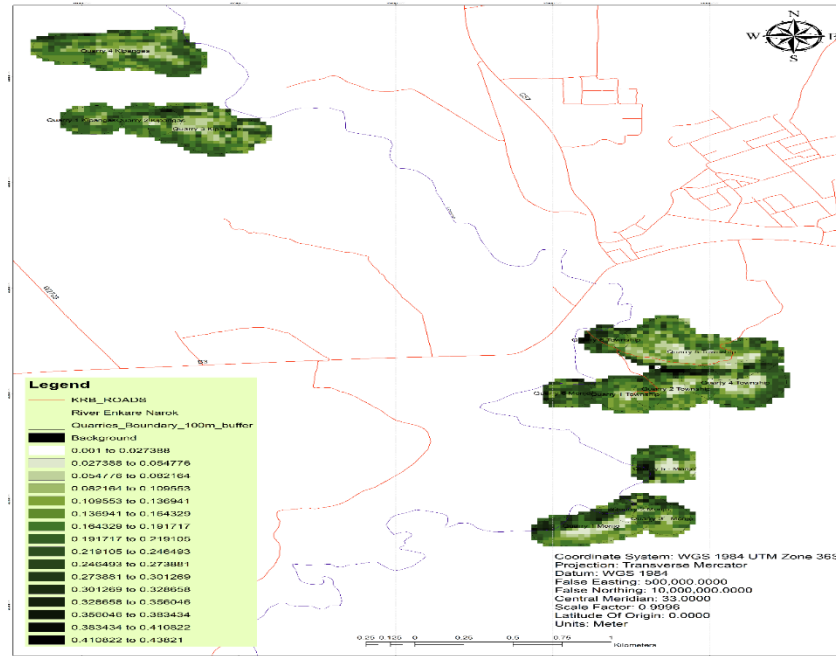 N
W E
S
Quarry 4 Kipangas
Quarry 2 Kipangas
Quarry 3 Kipangas
C57
B3
Quarry 5 Township
Quarry 2 Township
Quarry 4 Township
Quarry 1 Township
Legend
KRB_ROADS
River Enkare Narok
Quarries_Boundary_100m_buffer
Background
0.001 to 0.027388
0.027388 to 0.054776
0.054776 to 0.082164
0.082164 to 0.109553
0.109553 to 0.136941
0.136941 to 0.164329
0.164329 to 0.191717
0.191717 to 0.219105
0.219105 to 0.246493
0.246493 to 0.273881
0.273881 to 0.301269
0.301269 to 0.328658
0.328658 to 0.356046
0.356046 to 0.383434
0.383434 to 0.410822
0.410822 to 0.43821
Coordinate System: WGS 1984 UTM Zone 36S
Projection: Transverse Mercator
Datum: WGS 1984
False Easting: 500,000.0000
False Northing: 10,000,000.0000
Central Meridian: 33.0000
Scale Factor: 0.9996
Latitude Of Origin: 0.0000
Units: Meter
0.25 0.125 0 0.25 0.5 0.75 1
Kilometers